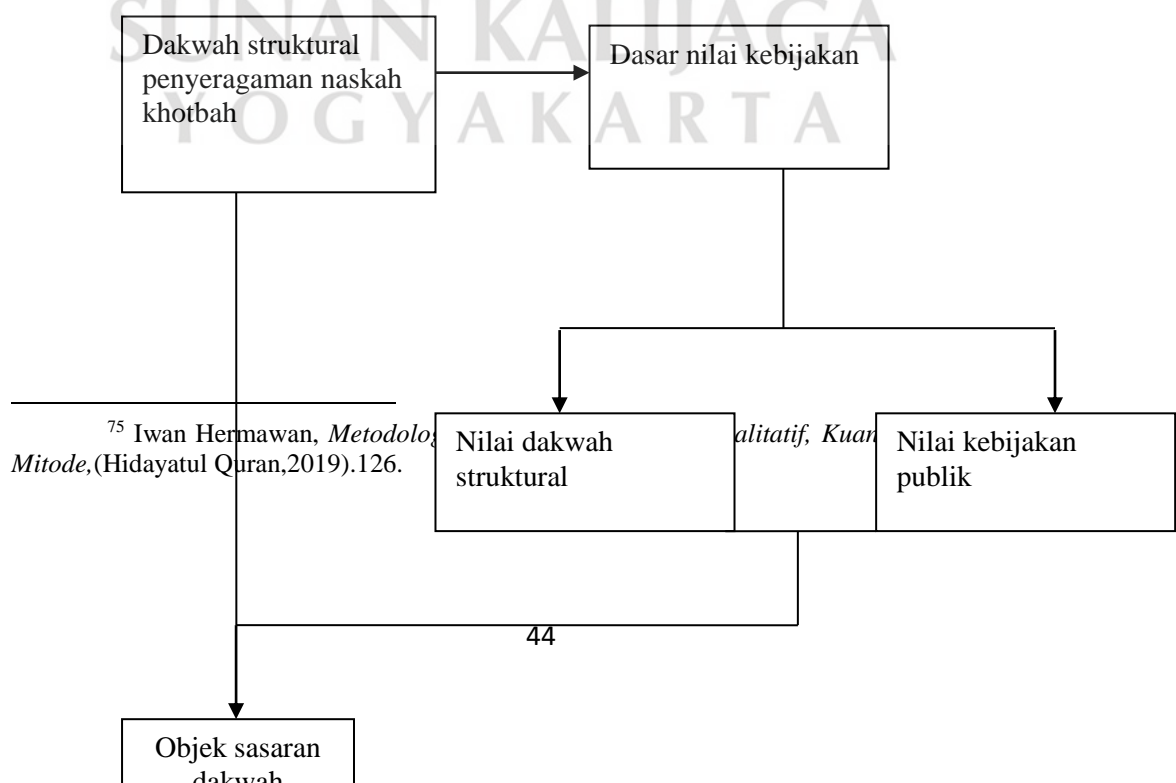 SUNAN KALIJAGA
YOGYAKARTA
Dakwah struktural
penyeragaman naskah
khotbah
Dasar nilai kebijakan
75 Iwan Hermawan, Metodolog alitatif, Kuan
Mitode,(Hidayatul Quran,2019).126.
Nilai dakwah
struktural
Nilai kebijakan
publik
44
Objek sasaran
dakwah